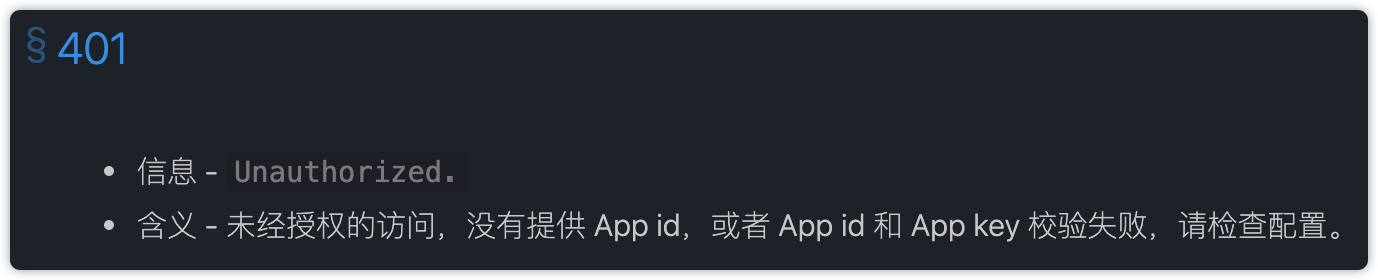 § 401
• 信息 - Unauthorized.
• 含义 - 未经授权的访问，没有提供 App id，或者 App id 和 App key 校验失败，请检查配置。